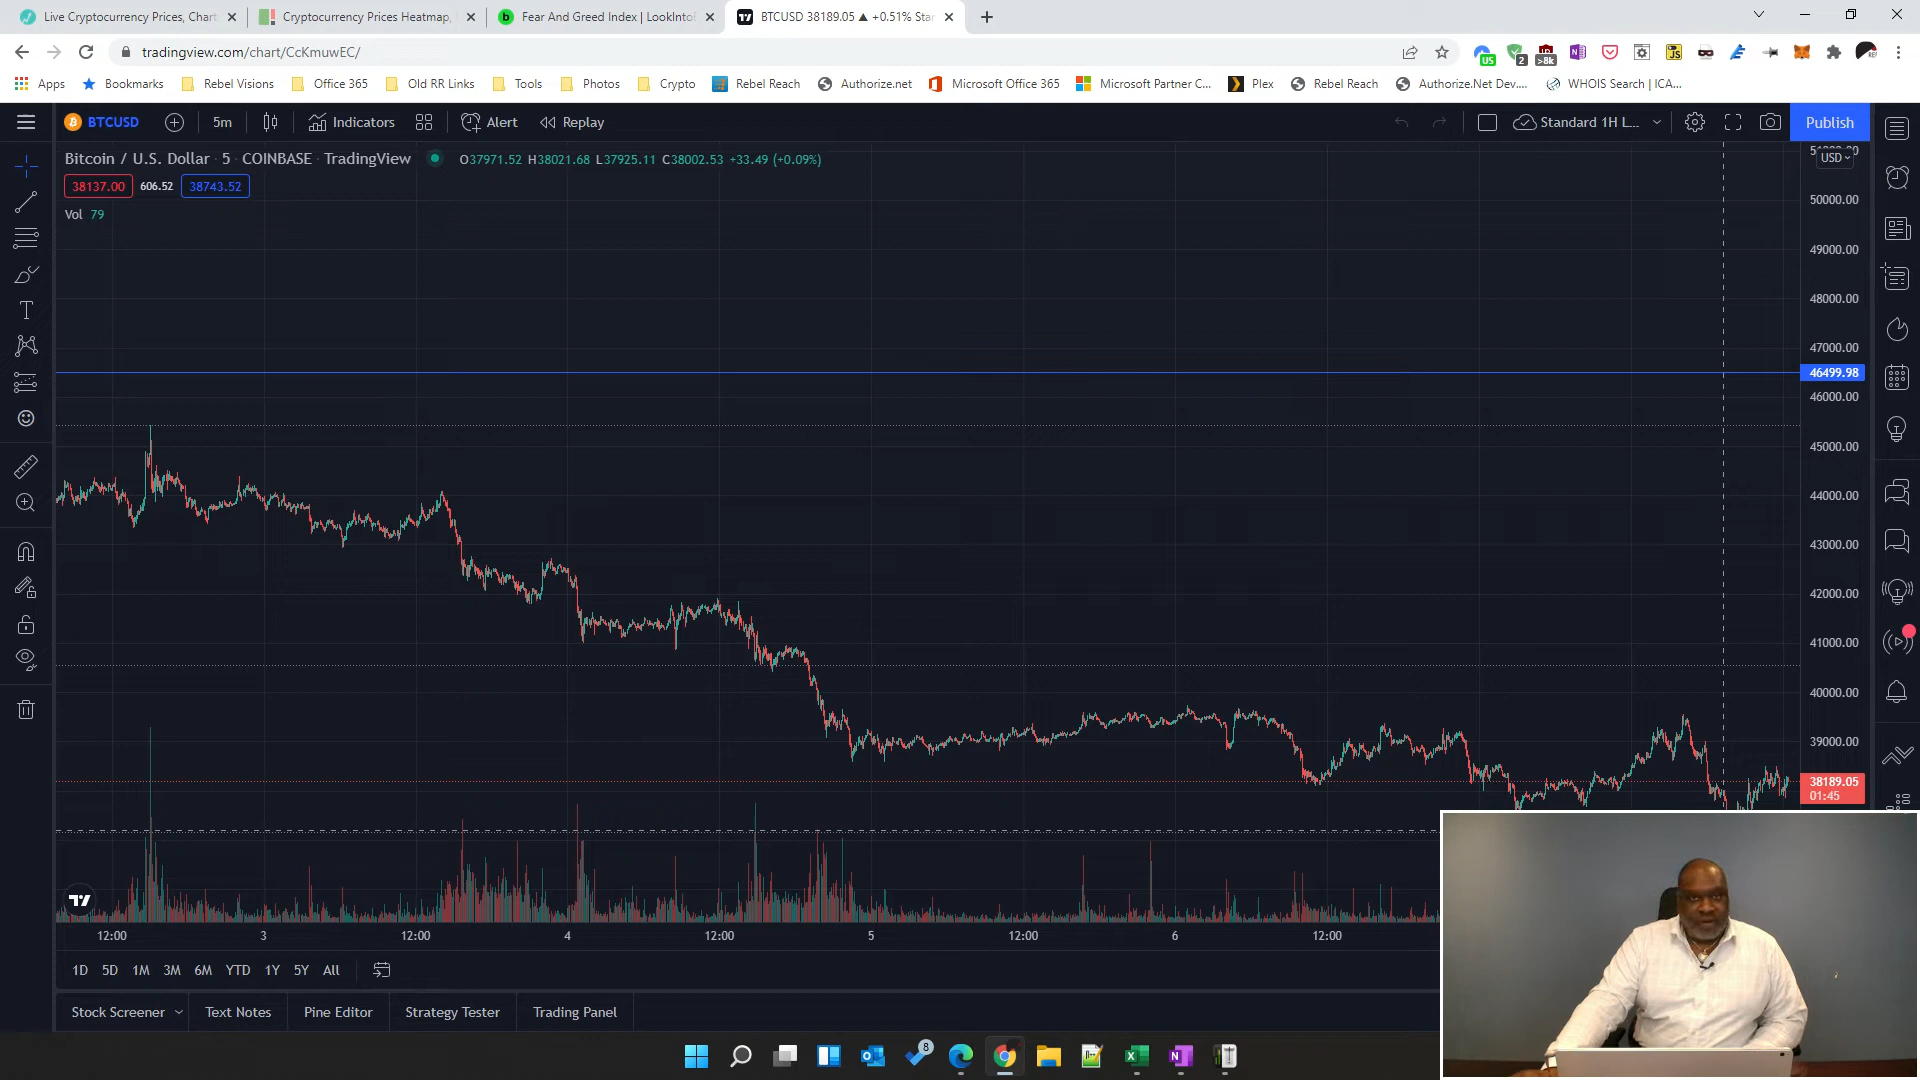 Live Cryptocurrency Prices, Chart
Cryptocurrency Prices Heatmap,
Fear And Greed Index | LookIntoB
BTCUSD 38189.05 ▲ +0.51% Star
tradingview.com/chart/CcKmuwEC/
US
2
>8k
JS
Apps
Bookmarks
Rebel Visions
Office 365
Old RR Links
Tools
Photos
Crypto
Rebel Reach
Authorize.net
Microsoft Office 365
Microsoft Partner C...
Plex
Rebel Reach
Authorize.Net Dev....
WHOIS Search | ICA...
BTCUSD
5m
Indicators
Alert
Replay
Standard 1H L...
Publish
Bitcoin / U.S. Dollar · 5 · COINBASE · TradingView
O37971.52 H38021.68 L37925.11 C38002.53 +33.49 (+0.09%)
38137.00
606.52
38743.52
Vol 79
USD
50000.00
49000.00
48000.00
47000.00
46499.98
46000.00
45000.00
44000.00
43000.00
42000.00
41000.00
40000.00
39000.00
38189.05
01:45
12:00
3
12:00
4
12:00
5
12:00
6
12:00
1D
5D
1M
3M
6M
YTD
1Y
5Y
All
Stock Screener
Text Notes
Pine Editor
Strategy Tester
Trading Panel
8